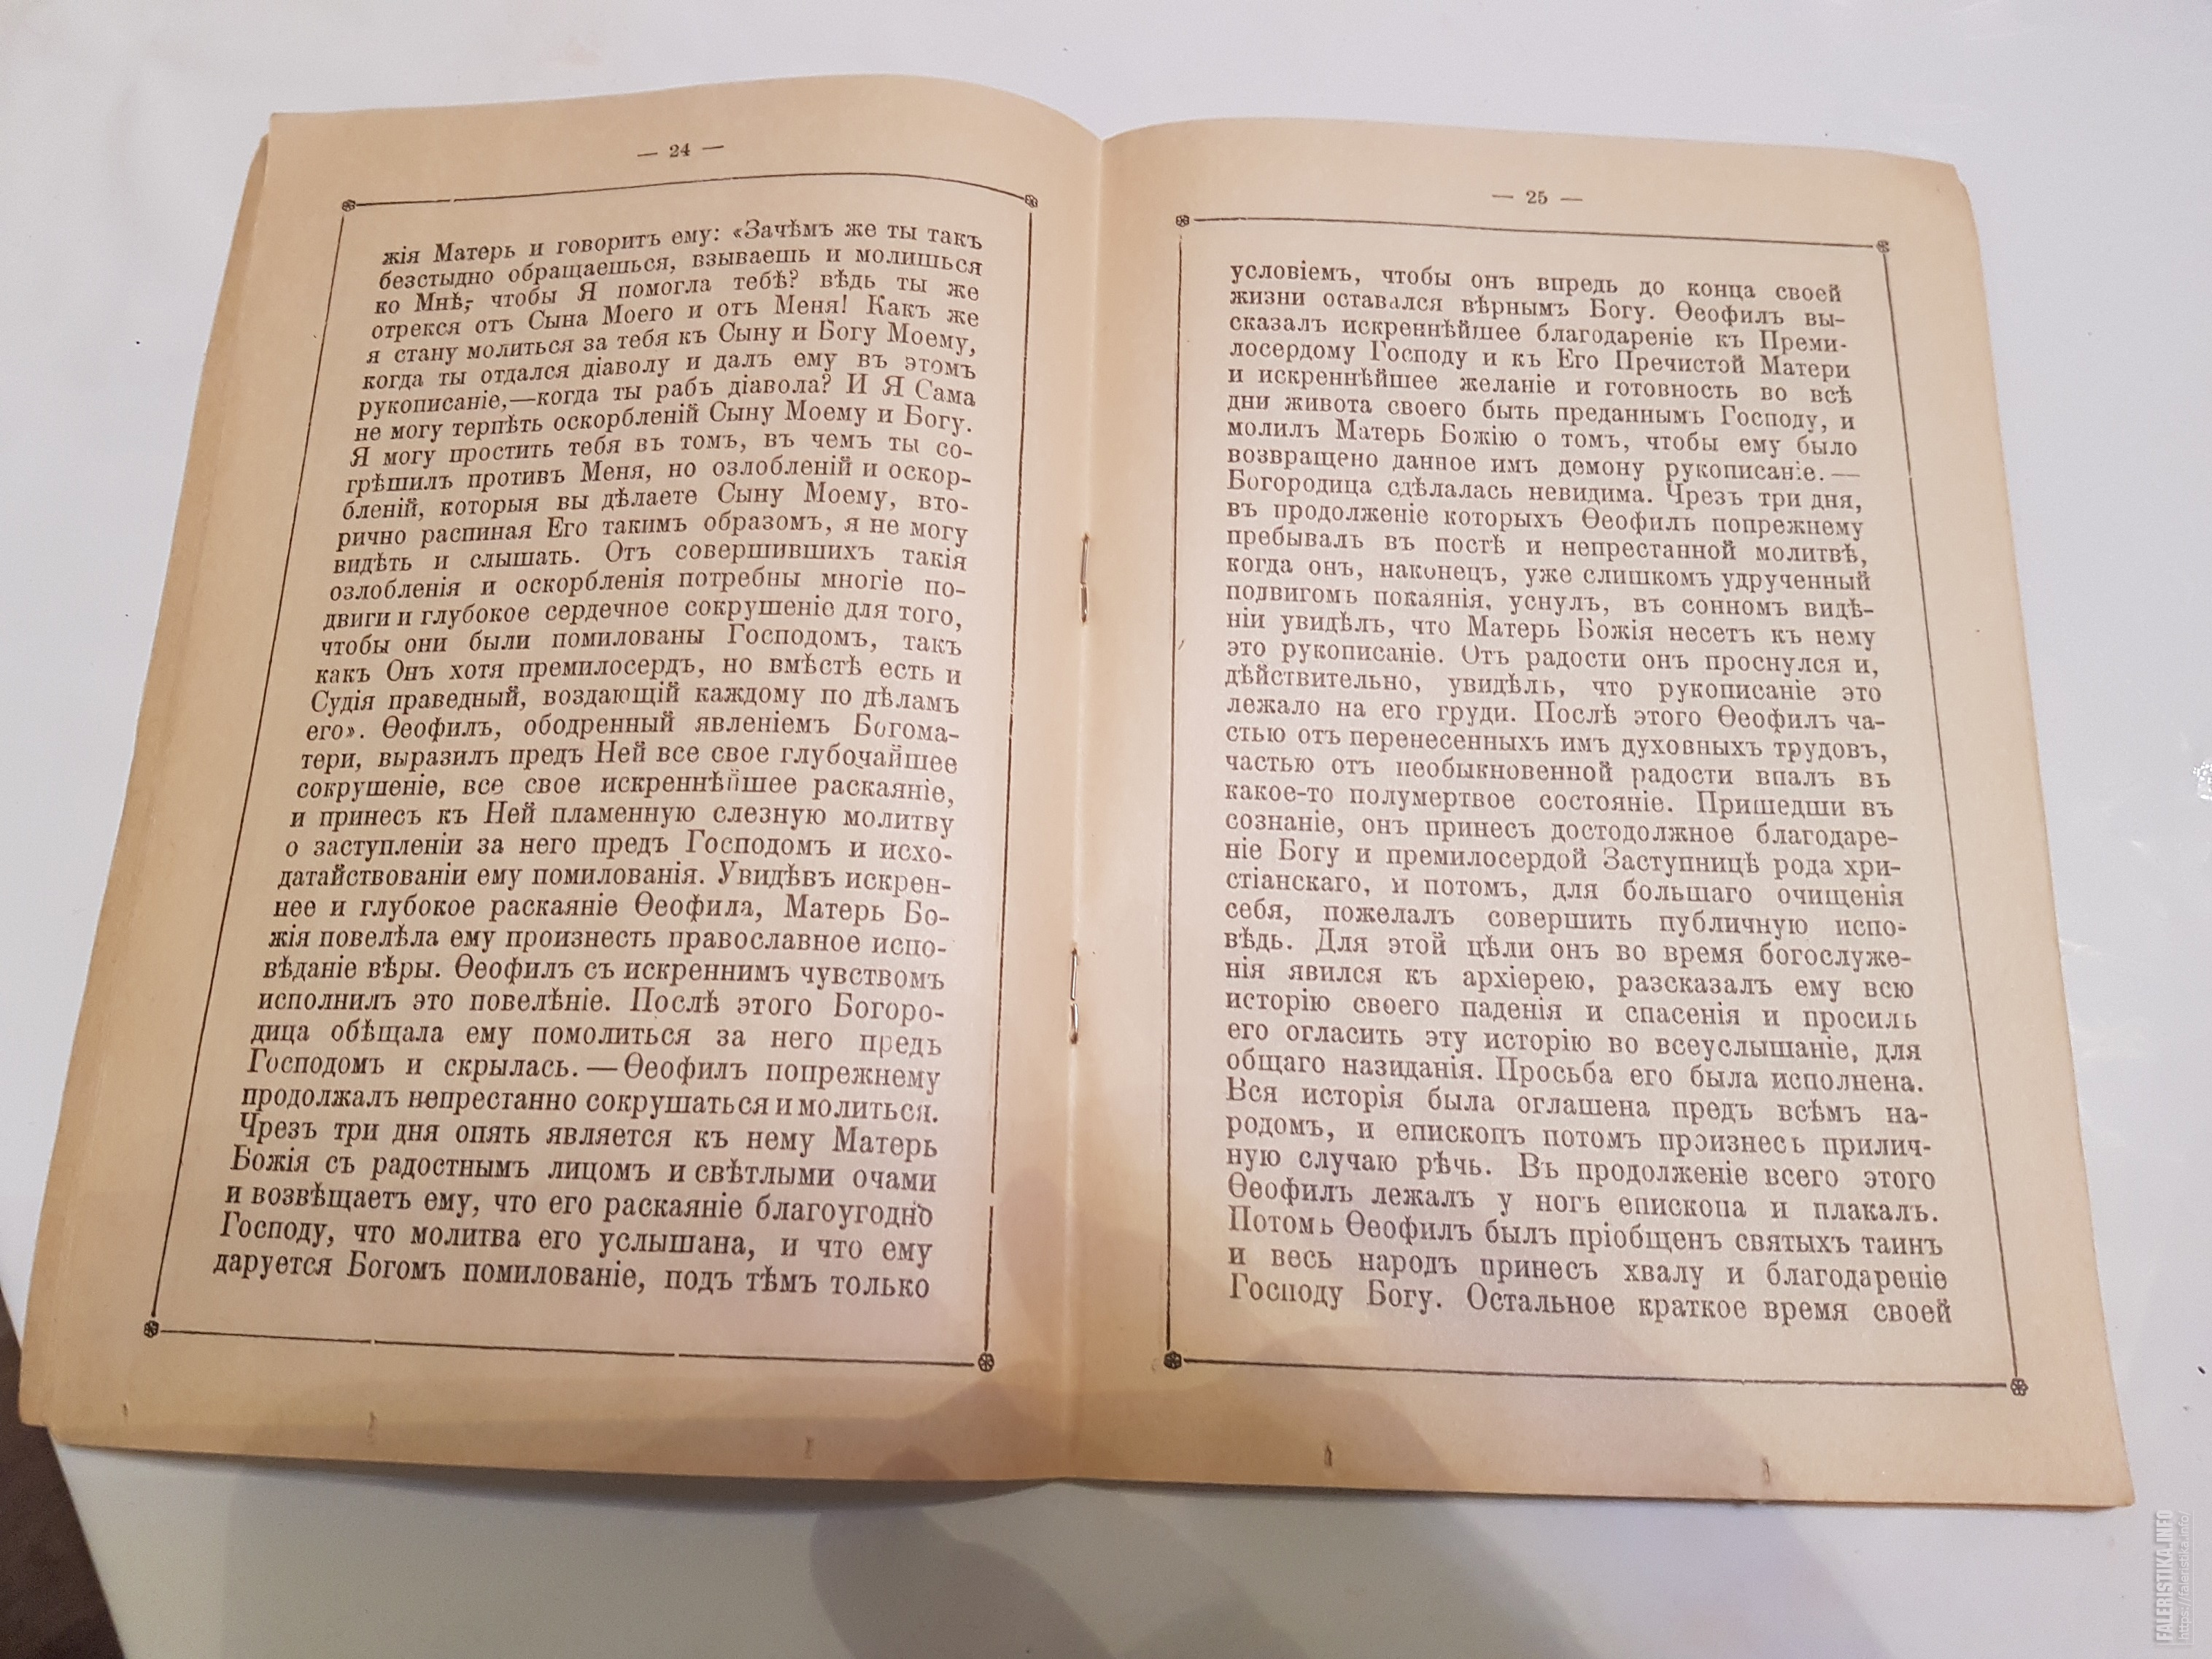 — 24 —
жія Матерь и говоритъ ему: «Зачѣмъ же ты такъ
безстыдно обращаешься, взываешь и молишься
ко Мнѣ, чтобы Я помогла тебѣ? вѣдь ты же
отрекся отъ Сына Моего и отъ Меня! Какъ же
я стану молиться за тебя къ Сыну и Богу Моему,
когда ты отдался діаволу и далъ ему въ этомъ
рукописаніе,—когда ты рабъ діавола? И Я Сама
не могу терпѣть оскорбленій Сыну Моему и Богу.
Я могу простить тебя въ томъ, въ чемъ ты со-
грѣшилъ противъ Меня, но озлобленій и оскор-
бленій, которыя вы дѣлаете Сыну Моему, вто-
рично распиная Его такимъ образомъ, я не могу
видѣть и слышать. Отъ совершившихъ такія
озлобленія и оскорбленія потребны многіе по-
двиги и глубокое сердечное сокрушеніе для того,
чтобы они были помилованы Господомъ, такъ
какъ Онъ хотя премилосердъ, но вмѣстѣ есть и
Судія праведный, воздающій каждому по дѣламъ
его». Ѳеофилъ, ободренный явленіемъ Богома-
тери, выразилъ предъ Ней все свое глубочайшее
сокрушеніе, все свое искреннѣйшее раскаяніе,
и принесъ къ Ней пламенную слезную молитву
о заступленіи за него предъ Господомъ и исхо-
датайствованіи ему помилованія. Увидѣвъ искрен-
нее и глубокое раскаяніе Ѳеофила, Матерь Бо-
жія повелѣла ему произнесть православное испо-
вѣданіе вѣры. Ѳеофилъ съ искреннимъ чувствомъ
исполнилъ это повелѣніе. Послѣ этого Богоро-
дица обѣщала ему помолиться за него предъ
Господомъ и скрылась. — Ѳеофилъ попрежнему
продолжалъ непрестанно сокрушаться и молиться.
Чрезъ три дня опять является къ нему Матерь
Божія съ радостнымъ лицомъ и свѣтлыми очами
и возвѣщаетъ ему, что его раскаяніе благоугодно
Господу, что молитва его услышана, и что ему
даруется Богомъ помилованіе, подъ тѣмъ только
— 25 —
условіемъ, чтобы онъ впредь до конца своей
жизни оставался вѣрнымъ Богу. Ѳеофилъ вы-
сказалъ искреннѣйшее благодареніе къ Преми-
лосердому Господу и къ Его Пречистой Матери
и искреннѣйшее желаніе и готовность во всѣ
дни живота своего быть преданнымъ Господу, и
молилъ Матерь Божію о томъ, чтобы ему было
возвращено данное имъ демону рукописаніе. —
Богородица сдѣлалась невидима. Чрезъ три дня,
въ продолженіе которыхъ Ѳеофилъ попрежнему
пребывалъ въ постѣ и непрестанной молитвѣ,
когда онъ, наконецъ, уже слишкомъ удрученный
подвигомъ покаянія, уснулъ, въ сонномъ видѣ-
ніи увидѣлъ, что Матерь Божія несетъ къ нему
это рукописаніе. Отъ радости онъ проснулся и,
дѣйствительно, увидѣлъ, что рукописаніе это
лежало на его груди. Послѣ этого Ѳеофилъ ча-
стью отъ перенесенныхъ имъ духовныхъ трудовъ,
частью отъ необыкновенной радости впалъ въ
какое-то полумертвое состояніе. Пришедши въ
сознаніе, онъ принесъ достодолжное благодаре-
ніе Богу и премилосердой Заступницѣ рода хри-
стіанскаго, и потомъ, для большаго очищенія
себя, пожелалъ совершить публичную испо-
вѣдь. Для этой цѣли онъ во время богослуже-
нія явился къ архіерею, разсказалъ ему всю
исторію своего паденія и спасенія и просилъ
его огласить эту исторію во всеуслышаніе, для
общаго назиданія. Просьба его была исполнена.
Вся исторія была оглашена предъ всѣмъ на-
родомъ, и епископъ потомъ произнесъ прилич-
ную случаю рѣчь. Въ продолженіе всего этого
Ѳеофилъ лежалъ у ногъ епископа и плакалъ.
Потомъ Ѳеофилъ былъ пріобщенъ святыхъ таинъ
и весь народъ принесъ хвалу и благодареніе
Господу Богу. Остальное краткое время своей
FALERISTIKA.INFO
https://faleristika.info/